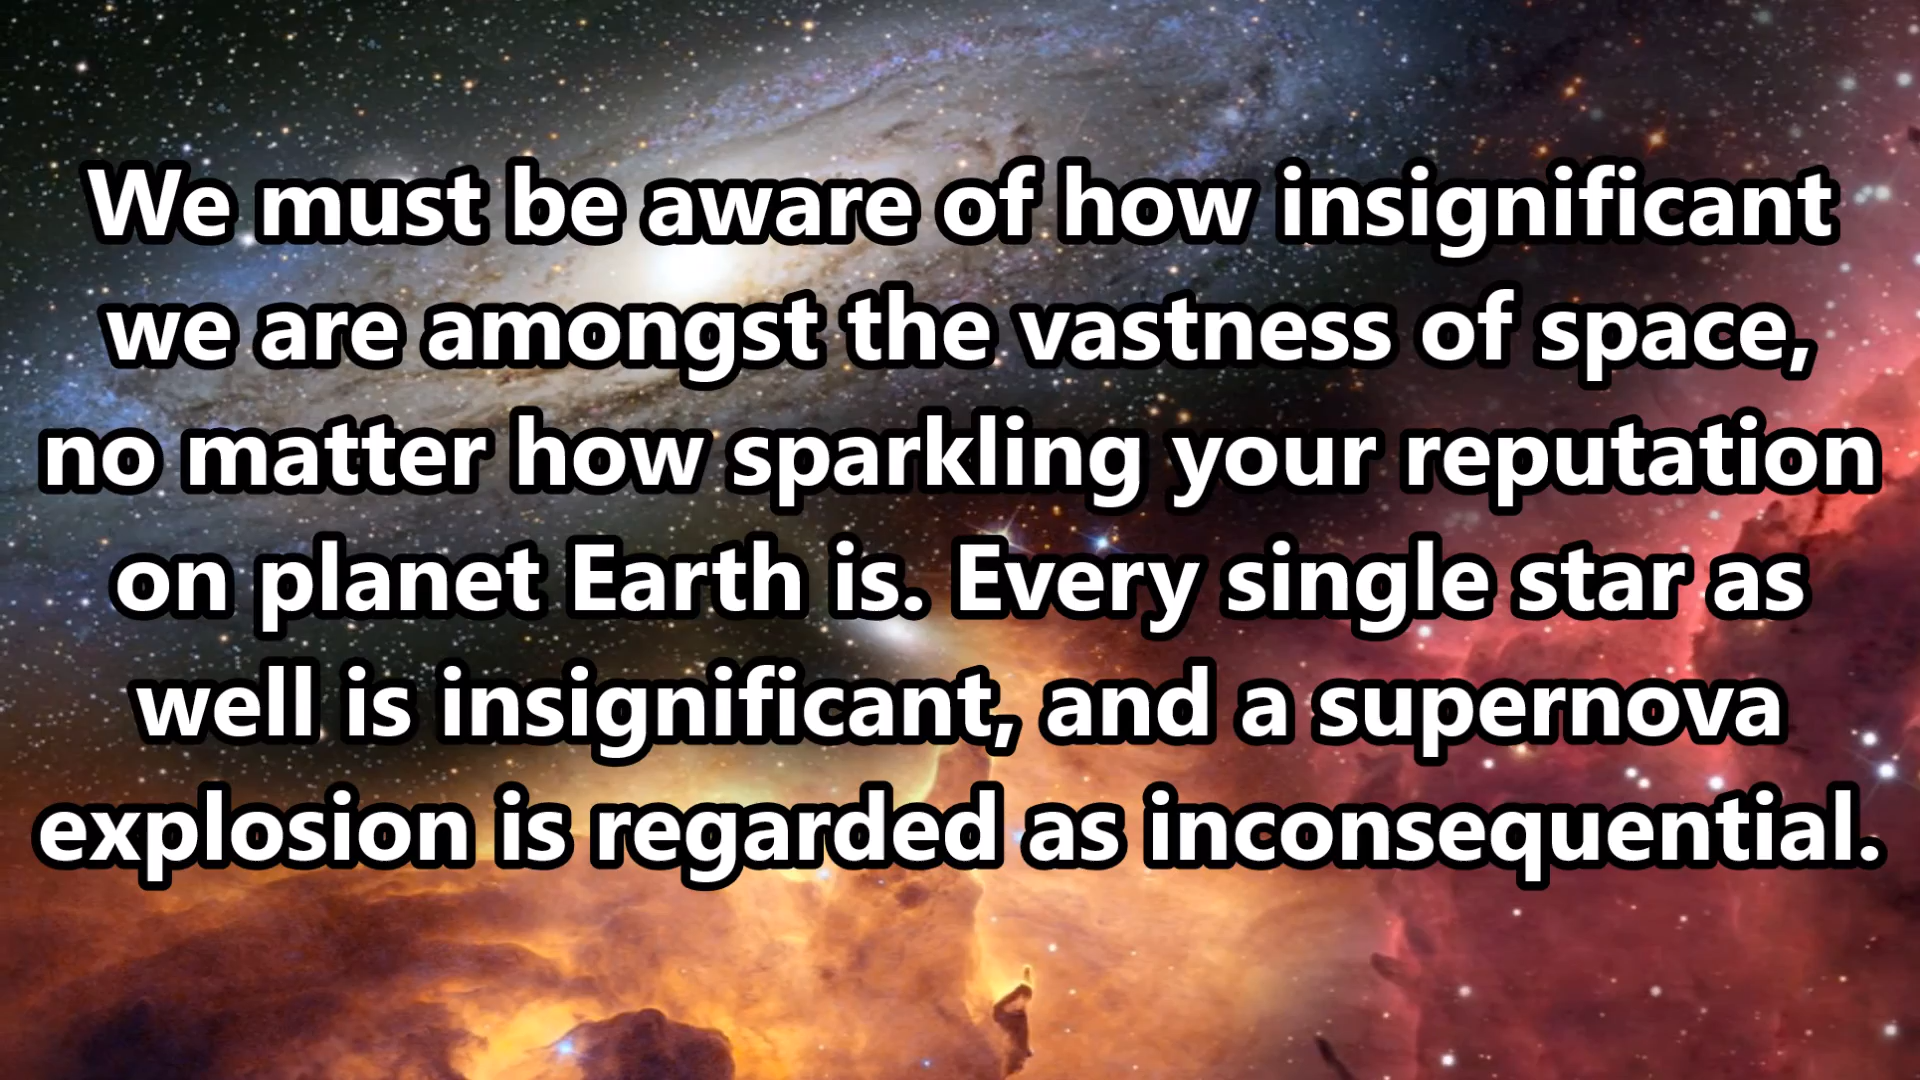 We must be aware of how insignificant
we are amongst the vastness of space,
no matter how sparkling your reputation
on planet Earth is. Every single star as
well is insignificant, and a supernova
explosion is regarded as inconsequential.